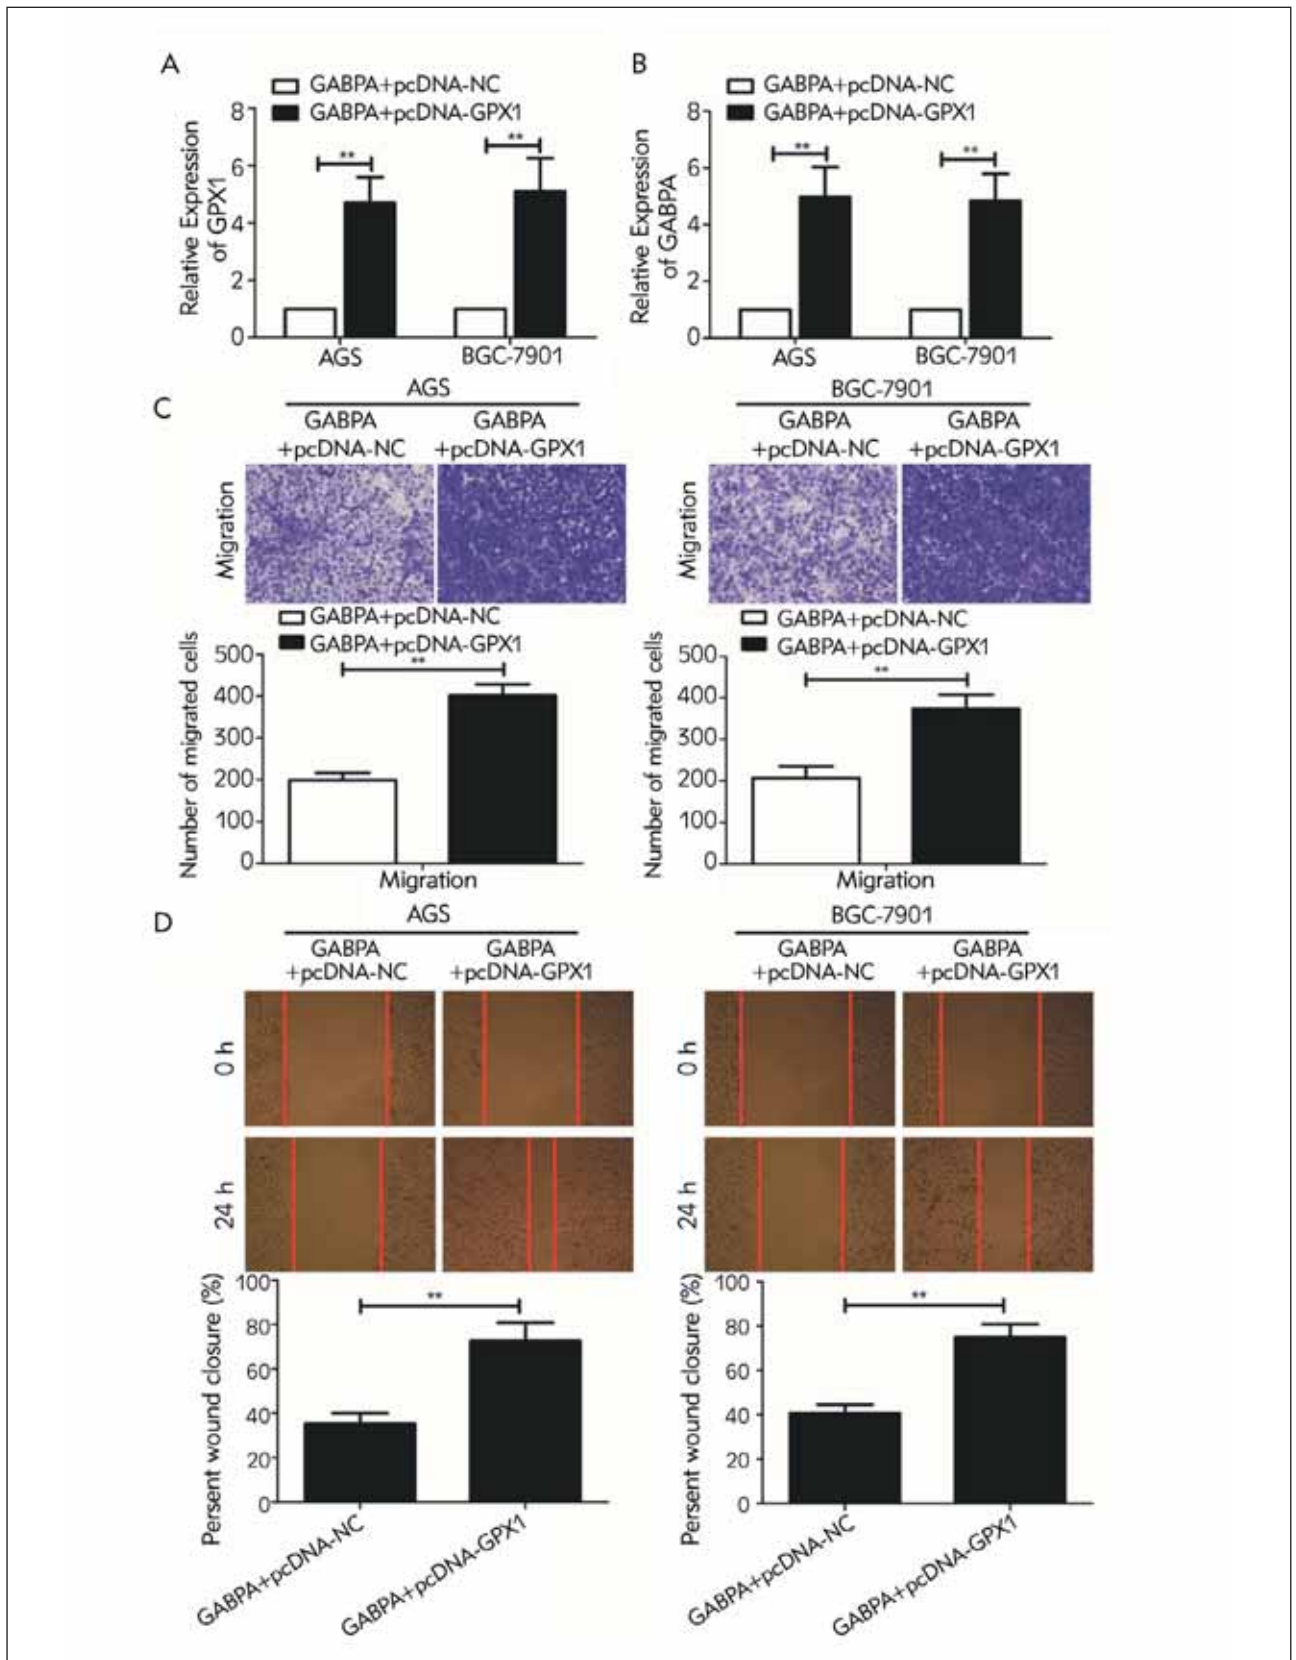 A
GABPA+pcDNA-NC
GABPA+pcDNA-GPX1
Relative Expression
of GPX1
8
6
4
2
0
**
**
AGS
BGC-7901
B
GABPA+pcDNA-NC
GABPA+pcDNA-GPX1
Relative Expression
of GABPA
8
6
4
2
0
**
**
AGS
BGC-7901
C
AGS
GABPA
+pcDNA-NC
GABPA
+pcDNA-GPX1
Migration
GABPA+pcDNA-NC
GABPA+pcDNA-GPX1
Number of migrated cells
500
400
300
200
100
0
**
Migration
BGC-7901
GABPA
+pcDNA-NC
GABPA
+pcDNA-GPX1
Migration
GABPA+pcDNA-NC
GABPA+pcDNA-GPX1
Number of migrated cells
500
400
300
200
100
0
**
Migration
D
AGS
GABPA
+pcDNA-NC
GABPA
+pcDNA-GPX1
0 h
24 h
Persent wound closure (%)
100
80
60
40
20
0
**
GABPA+pcDNA-NC
GABPA+pcDNA-GPX1
BGC-7901
GABPA
+pcDNA-NC
GABPA
+pcDNA-GPX1
0 h
24 h
Persent wound closure (%)
100
80
60
40
20
0
**
GABPA+pcDNA-NC
GABPA+pcDNA-GPX1